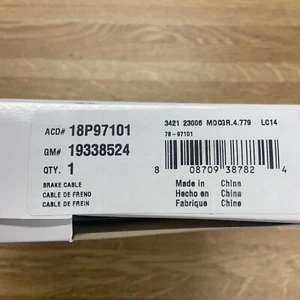 ACD# 18P97101
GM# 19338524
QTY. 1
BRAKE CABLE
CABLE DE FRENO
CABLE DE FREIN
3421 23006 MD03R.4.779 LC14
78-97101
8 08709 38782 4
Made in China
Hecho en China
Fabrique Chine